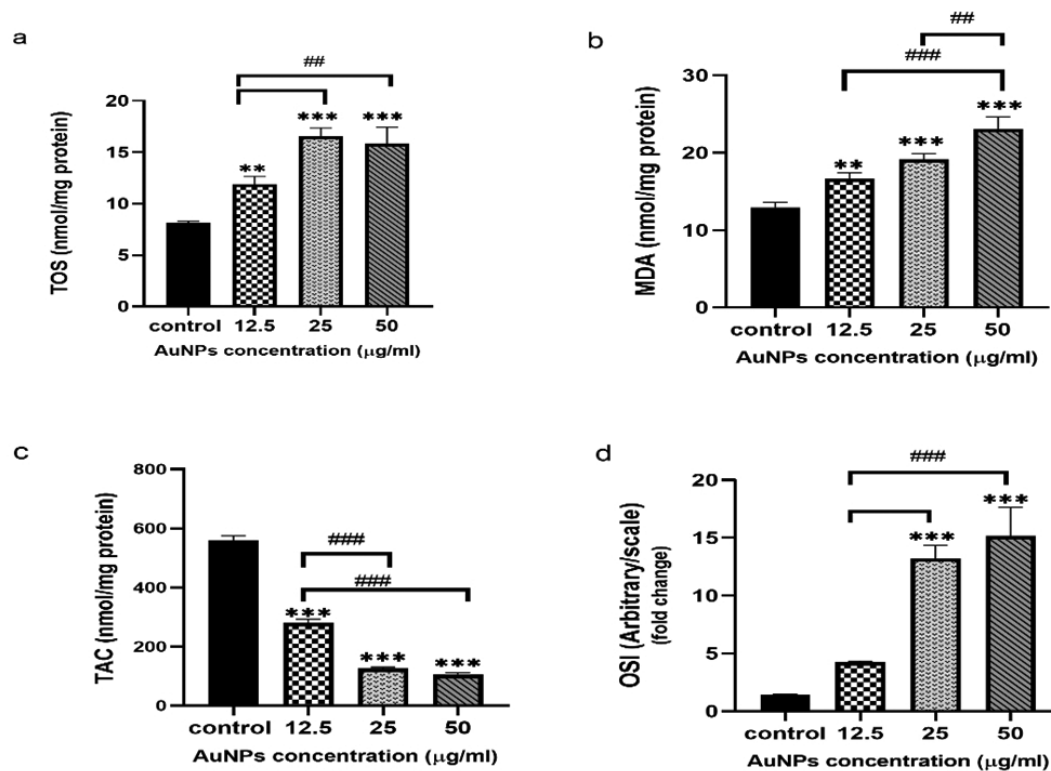 a
##
TOS (nmol/mg protein)
20
15
10
5
0
**
***
***
control 12.5 25 50
AuNPs concentration (μg/ml)
b
##
###
MDA (nmol/mg protein)
30
20
10
0
**
***
***
control 12.5 25 50
AuNPs concentration (μg/ml)
c
TAC (nmol/mg protein)
800
600
400
200
0
###
###
***
***
***
control 12.5 25 50
AuNPs concentration (μg/ml)
d
###
OSI (Arbitrary/scale)
(fold change)
20
15
10
5
0
***
***
control 12.5 25 50
AuNPs concentration (μg/ml)